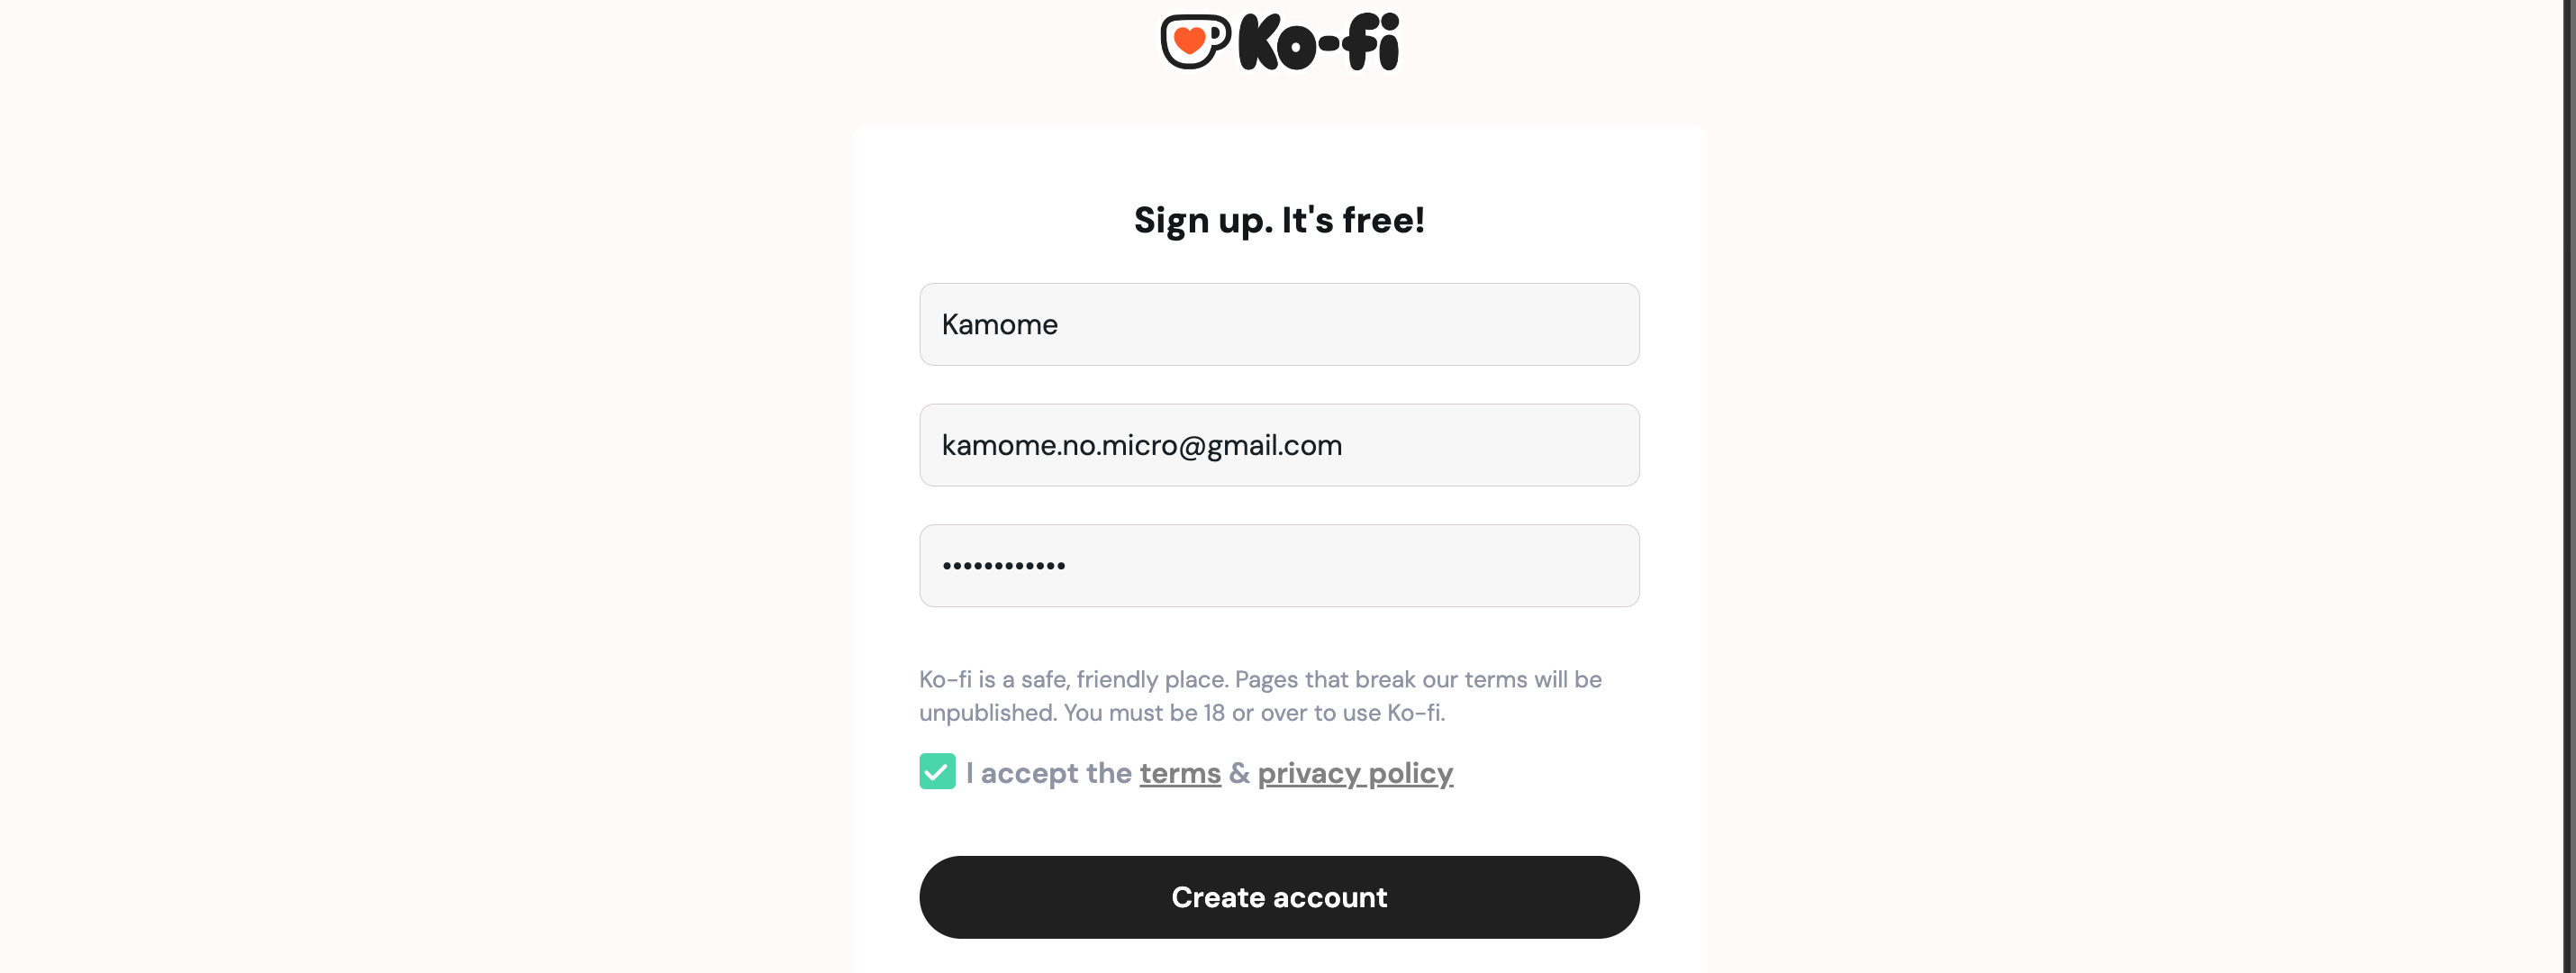 Ko-fi
Sign up. It's free!
Kamome
kamome.no.micro@gmail.com
••••••••••••
Ko-fi is a safe, friendly place. Pages that break our terms will be
unpublished. You must be 18 or over to use Ko-fi.
I accept the terms & privacy policy
Create account